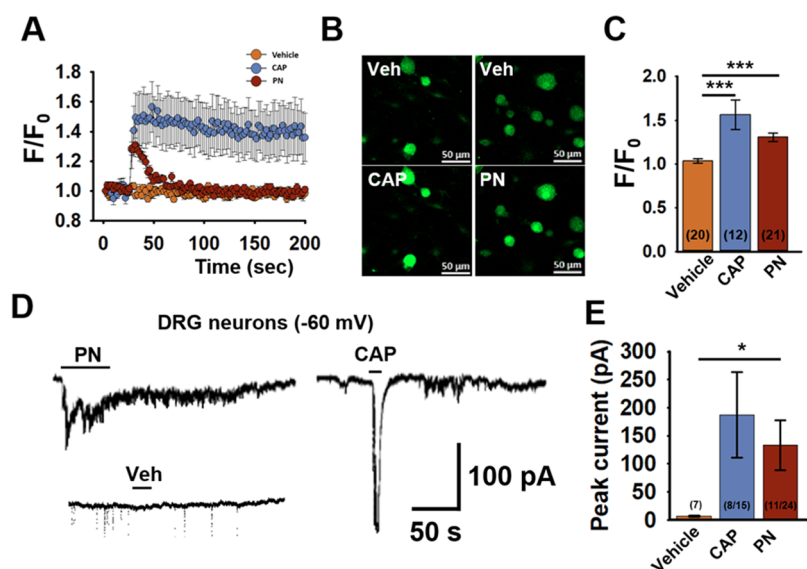 A
Vehicle
CAP
PN
F/F0
1.8
1.6
1.4
1.2
1.0
0.8
0 50 100 150 200
Time (sec)
B
Veh
50 µm
Veh
50 µm
CAP
50 µm
PN
50 µm
C
***
***
F/F0
2.0
1.5
1.0
0.5
0.0
(20) (12) (21)
Vehicle CAP PN
D
DRG neurons (-60 mV)
PN
CAP
Veh
100 pA
50 s
E
*
Peak current (pA)
300
250
200
150
100
50
0
(7) (8/15) (11/24)
Vehicle CAP PN